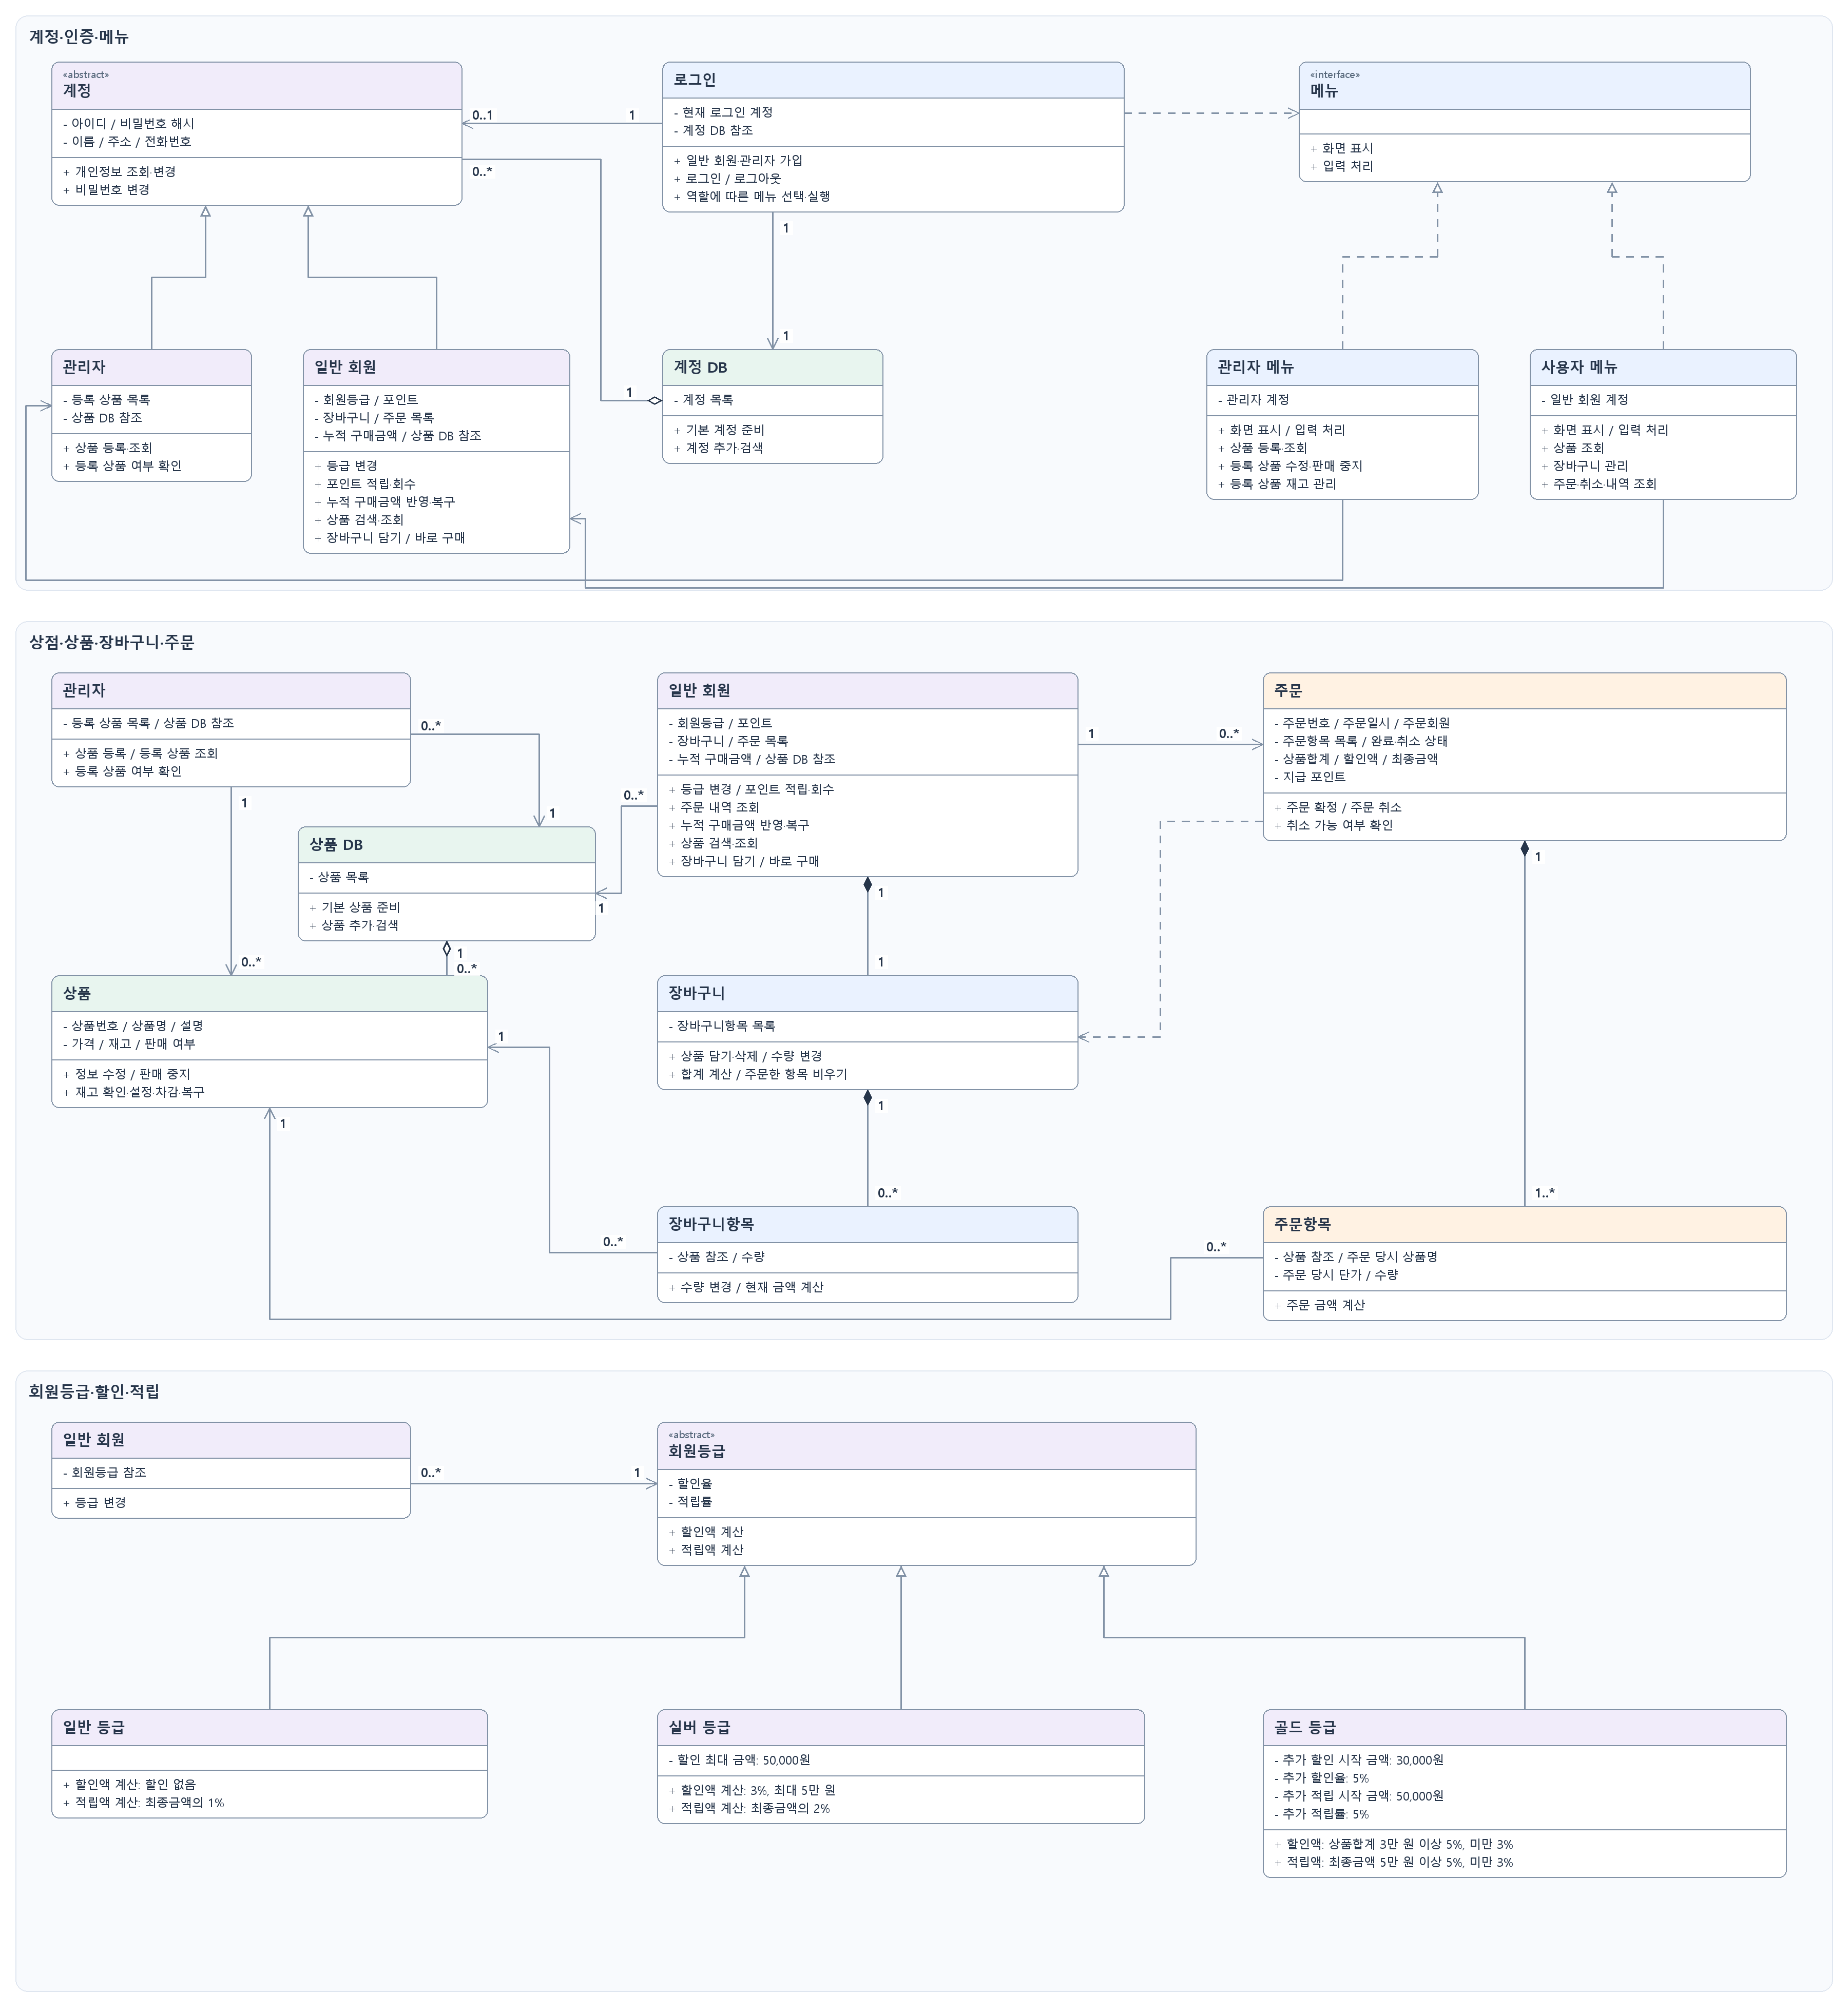 계정·인증·메뉴
«abstract»
계정
- 아이디 / 비밀번호 해시
- 이름 / 주소 / 전화번호
+ 개인정보 조회·변경
+ 비밀번호 변경
0..1
1
0..*
로그인
- 현재 로그인 계정
- 계정 DB 참조
+ 일반 회원·관리자 가입
+ 로그인 / 로그아웃
+ 역할에 따른 메뉴 선택·실행
1
1
«interface»
메뉴
+ 화면 표시
+ 입력 처리
관리자
- 등록 상품 목록
- 상품 DB 참조
+ 상품 등록·조회
+ 등록 상품 여부 확인
일반 회원
- 회원등급 / 포인트
- 장바구니 / 주문 목록
- 누적 구매금액 / 상품 DB 참조
+ 등급 변경
+ 포인트 적립·회수
+ 누적 구매금액 반영·복구
+ 상품 검색·조회
+ 장바구니 담기 / 바로 구매
1
계정 DB
- 계정 목록
+ 기본 계정 준비
+ 계정 추가·검색
관리자 메뉴
- 관리자 계정
+ 화면 표시 / 입력 처리
+ 상품 등록·조회
+ 등록 상품 수정·판매 중지
+ 등록 상품 재고 관리
사용자 메뉴
- 일반 회원 계정
+ 화면 표시 / 입력 처리
+ 상품 조회
+ 장바구니 관리
+ 주문·취소·내역 조회
상점·상품·장바구니·주문
관리자
- 등록 상품 목록 / 상품 DB 참조
+ 상품 등록 / 등록 상품 조회
+ 등록 상품 여부 확인
0..*
1
1
0..*
일반 회원
- 회원등급 / 포인트
- 장바구니 / 주문 목록
- 누적 구매금액 / 상품 DB 참조
+ 등급 변경 / 포인트 적립·회수
+ 주문 내역 조회
+ 누적 구매금액 반영·복구
+ 상품 검색·조회
+ 장바구니 담기 / 바로 구매
1
0..*
주문
- 주문번호 / 주문일시 / 주문회원
- 주문항목 목록 / 완료·취소 상태
- 상품합계 / 할인액 / 최종금액
- 지급 포인트
+ 주문 확정 / 주문 취소
+ 취소 가능 여부 확인
상품 DB
- 상품 목록
+ 기본 상품 준비
+ 상품 추가·검색
1
1
1
1
0..*
1
0..*
상품
- 상품번호 / 상품명 / 설명
- 가격 / 재고 / 판매 여부
+ 정보 수정 / 판매 중지
+ 재고 확인·설정·차감·복구
1
1
장바구니
- 장바구니항목 목록
+ 상품 담기·삭제 / 수량 변경
+ 합계 계산 / 주문한 항목 비우기
1
0..*
1..*
0..*
0..*
장바구니항목
- 상품 참조 / 수량
+ 수량 변경 / 현재 금액 계산
주문항목
- 상품 참조 / 주문 당시 상품명
- 주문 당시 단가 / 수량
+ 주문 금액 계산
회원등급·할인·적립
일반 회원
- 회원등급 참조
+ 등급 변경
0..*
1
«abstract»
회원등급
- 할인율
- 적립률
+ 할인액 계산
+ 적립액 계산
일반 등급
+ 할인액 계산: 할인 없음
+ 적립액 계산: 최종금액의 1%
실버 등급
- 할인 최대 금액: 50,000원
+ 할인액 계산: 3%, 최대 5만 원
+ 적립액 계산: 최종금액의 2%
골드 등급
- 추가 할인 시작 금액: 30,000원
- 추가 할인율: 5%
- 추가 적립 시작 금액: 50,000원
- 추가 적립률: 5%
+ 할인액: 상품합계 3만 원 이상 5%, 미만 3%
+ 적립액: 최종금액 5만 원 이상 5%, 미만 3%